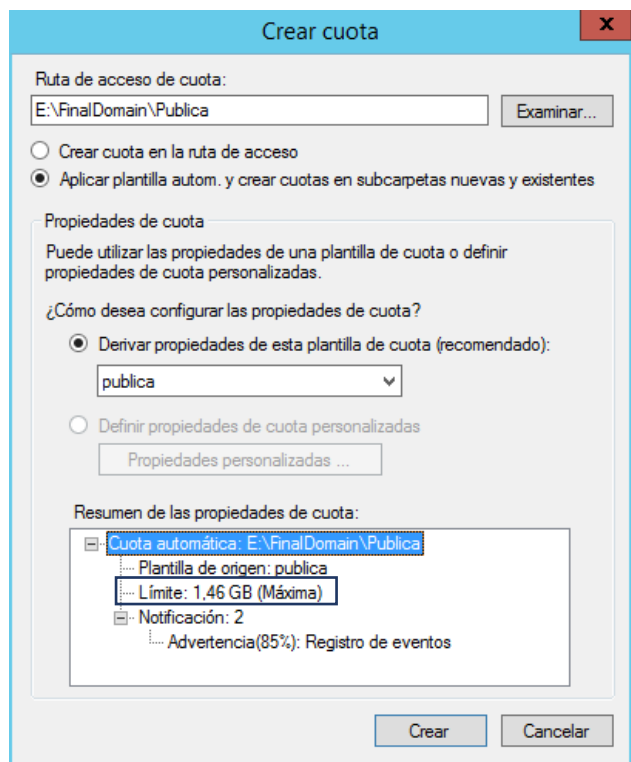 Crear cuota
x
Ruta de acceso de cuota:
E:\FinalDomain\Publica
Examinar...
Crear cuota en la ruta de acceso
Aplicar plantilla autom. y crear cuotas en subcarpetas nuevas y existentes
Propiedades de cuota
Puede utilizar las propiedades de una plantilla de cuota o definir
propiedades de cuota personalizadas.
¿Cómo desea configurar las propiedades de cuota?
Derivar propiedades de esta plantilla de cuota (recomendado):
publica
Definir propiedades de cuota personalizadas
Propiedades personalizadas ...
Resumen de las propiedades de cuota:
Cuota automática: E:\FinalDomain\Publica
Plantilla de origen: publica
Límite: 1,46 GB (Máxima)
Notificación: 2
Advertencia(85%): Registro de eventos
Crear
Cancelar